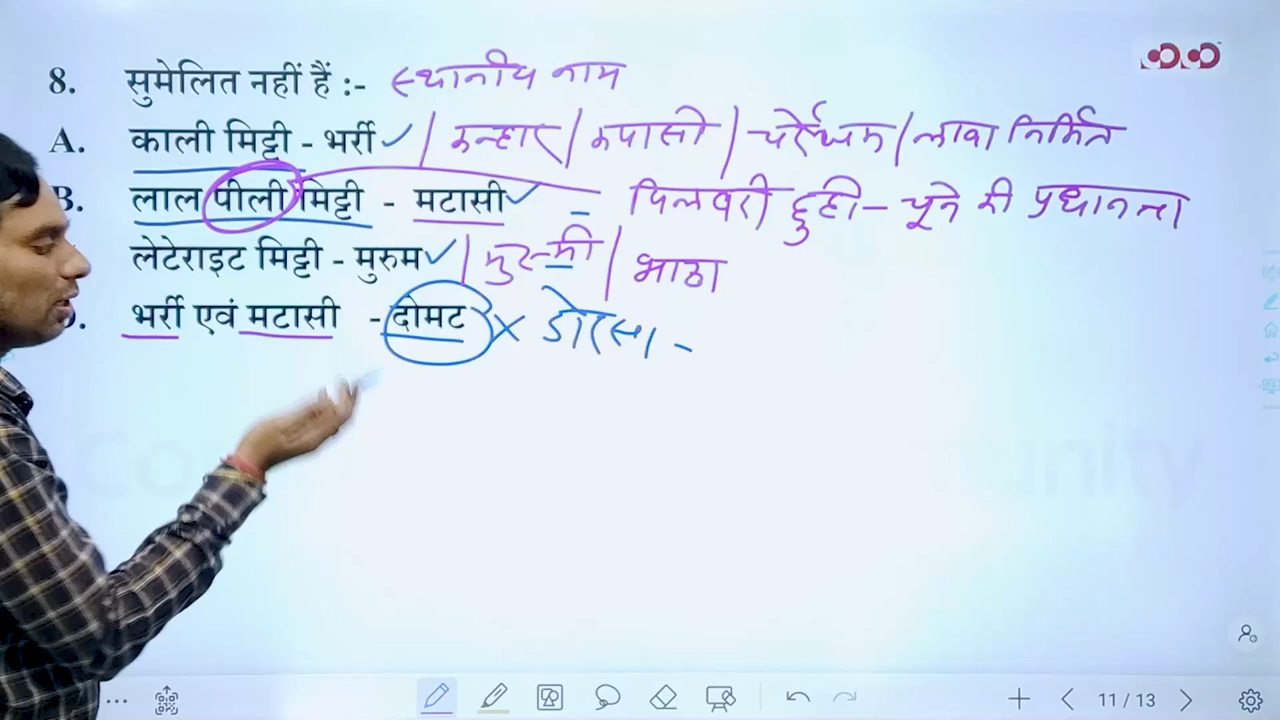 8. सुमेलित नहीं हैं :- स्थानीय नाम
A. काली मिट्टी - भर्री ✓ / कन्हार / कपासी / चेर्नोजम / लावा निर्मित
B. लाल पीली मिट्टी - मटासी ✓ - पिलवरी डुही – चूने की प्रधानता
लेटेराइट मिट्टी - मुरुम ✓ / मुरुमी / भाठा
D. भर्री एवं मटासी - दोमट × डोरसा -
11 / 13